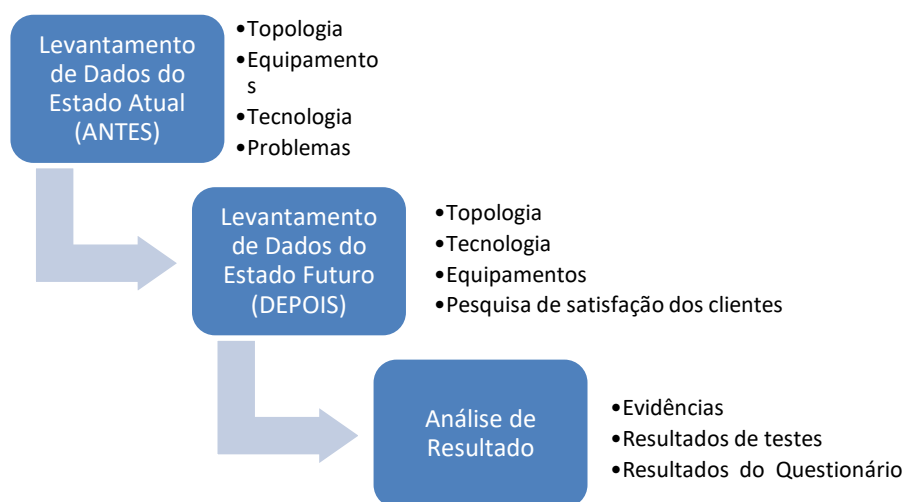 Levantamento
de Dados do
Estado Atual
(ANTES)
•Topologia
•Equipamento
s
•Tecnologia
•Problemas
Levantamento
de Dados do
Estado Futuro
(DEPOIS)
•Topologia
•Tecnologia
•Equipamentos
•Pesquisa de satisfação dos clientes
Análise de
Resultado
•Evidências
•Resultados de testes
•Resultados do Questionário